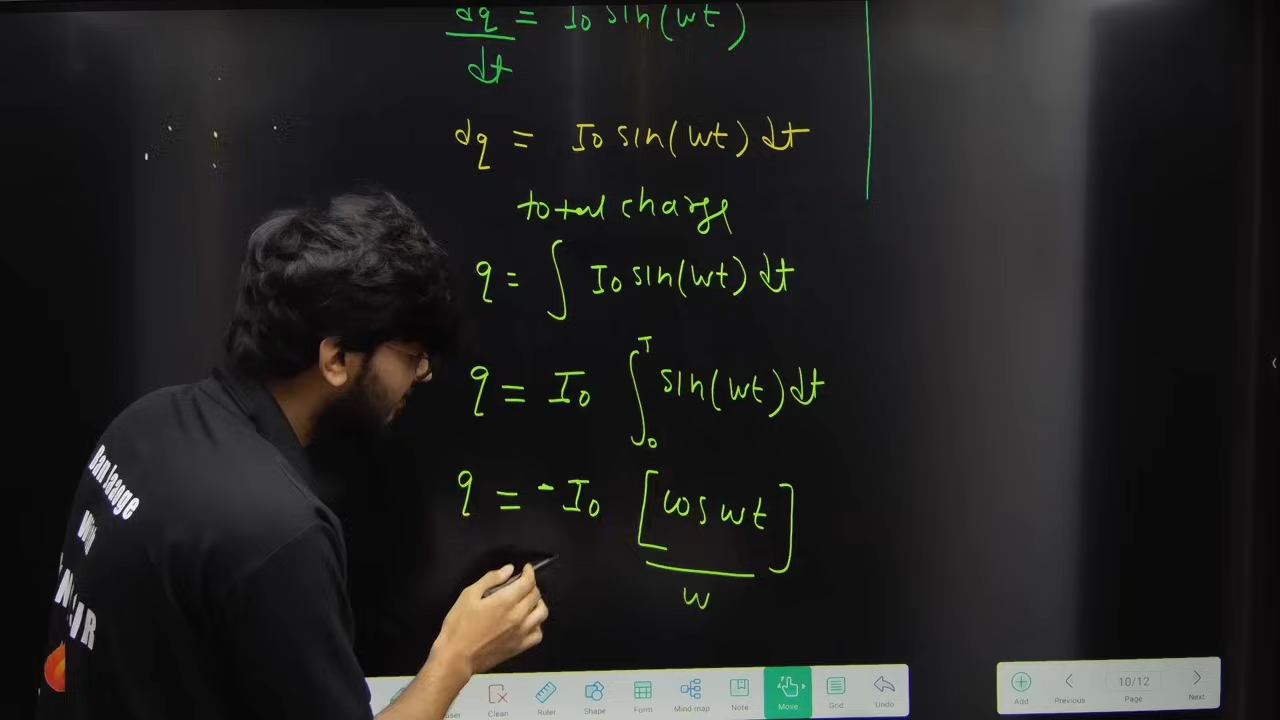 dq/dt = I₀ sin(wt)
dq = I₀ sin(wt) dt
total charge
q = ∫ I₀ sin(wt) dt
q = I₀ ∫₀ᵀ sin(wt) dt
q = -I₀ [cos wt]/w
Ban Jaaoge
Clean
Ruler
Shape
Form
Mind map
Note
Move
Grid
Undo
Add
Previous
10/12
Page
Next